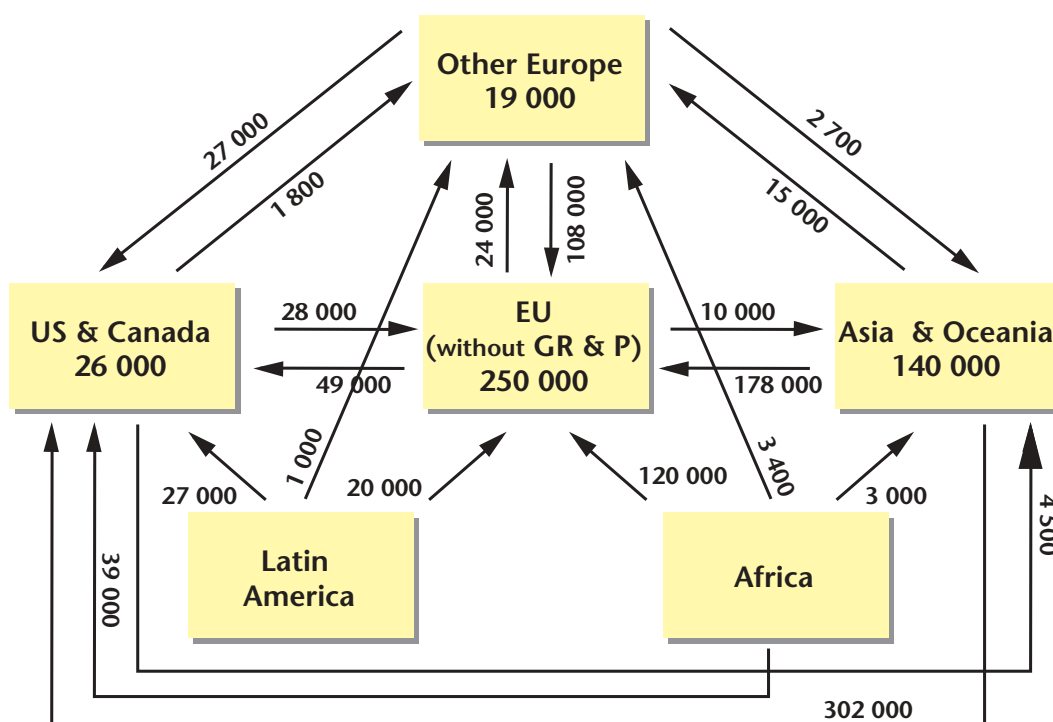 Other Europe
19 000
27 000
1 800
2 700
15 000
24 000
108 000
US & Canada
26 000
28 000
49 000
EU
(without GR & P)
250 000
10 000
178 000
Asia & Oceania
140 000
27 000
1 000
20 000
120 000
3 400
3 000
4 500
39 000
Latin
America
Africa
302 000